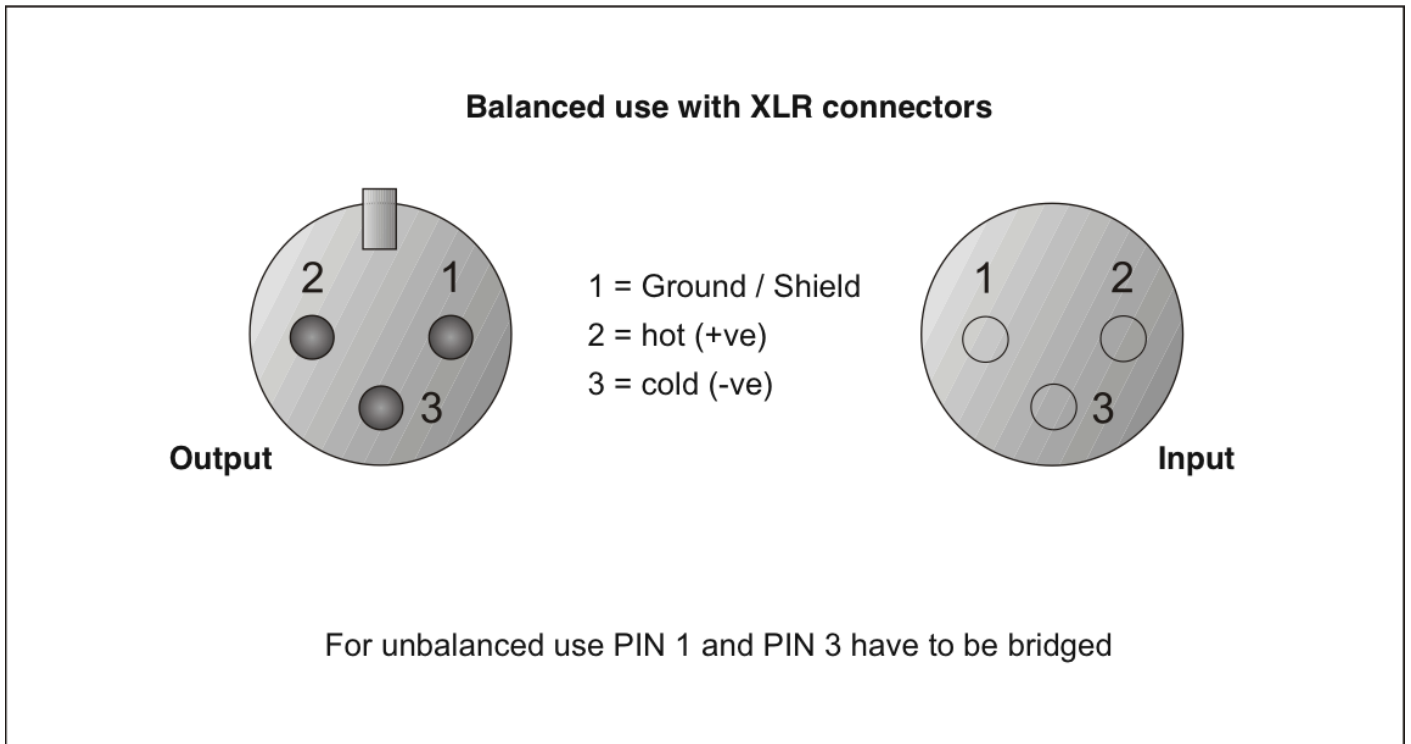 Balanced use with XLR connectors
2 1
3
Output
1 = Ground / Shield
2 = hot (+ve)
3 = cold (-ve)
1 2
3
Input
For unbalanced use PIN 1 and PIN 3 have to be bridged